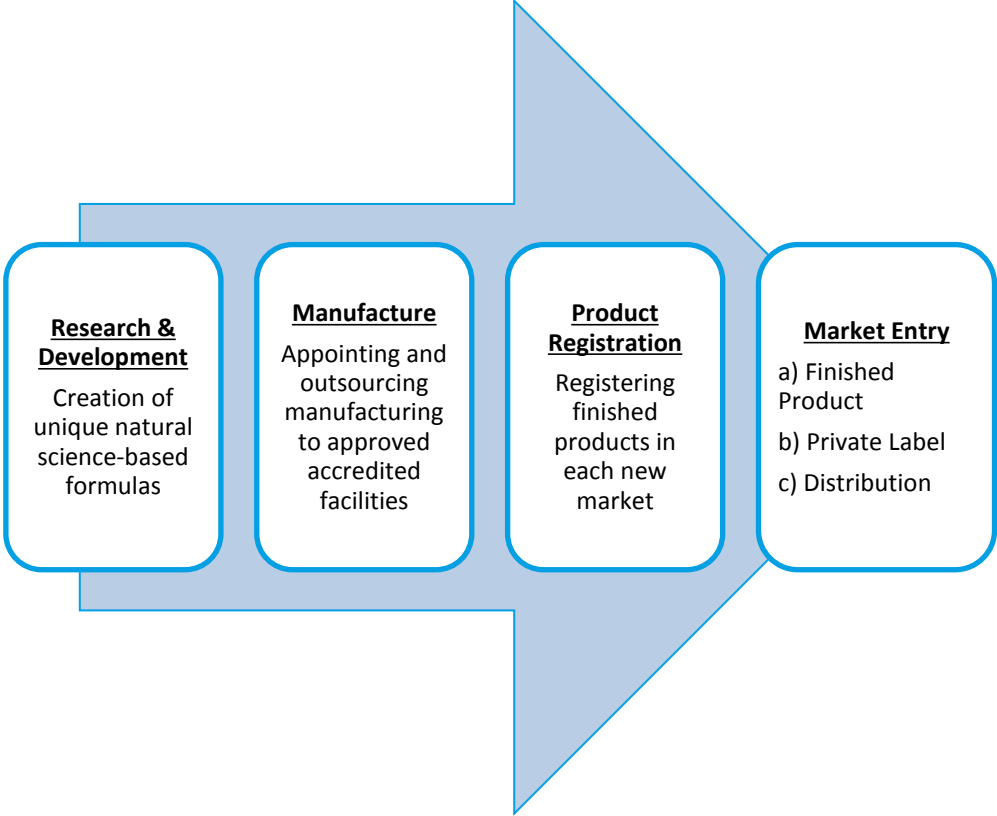 Research &
Development
Creation of
unique natural
science-based
formulas
Manufacture
Appointing and
outsourcing
manufacturing
to approved
accredited
facilities
Product
Registration
Registering
finished
products in
each new
market
Market Entry
a) Finished
Product
b) Private Label
c) Distribution